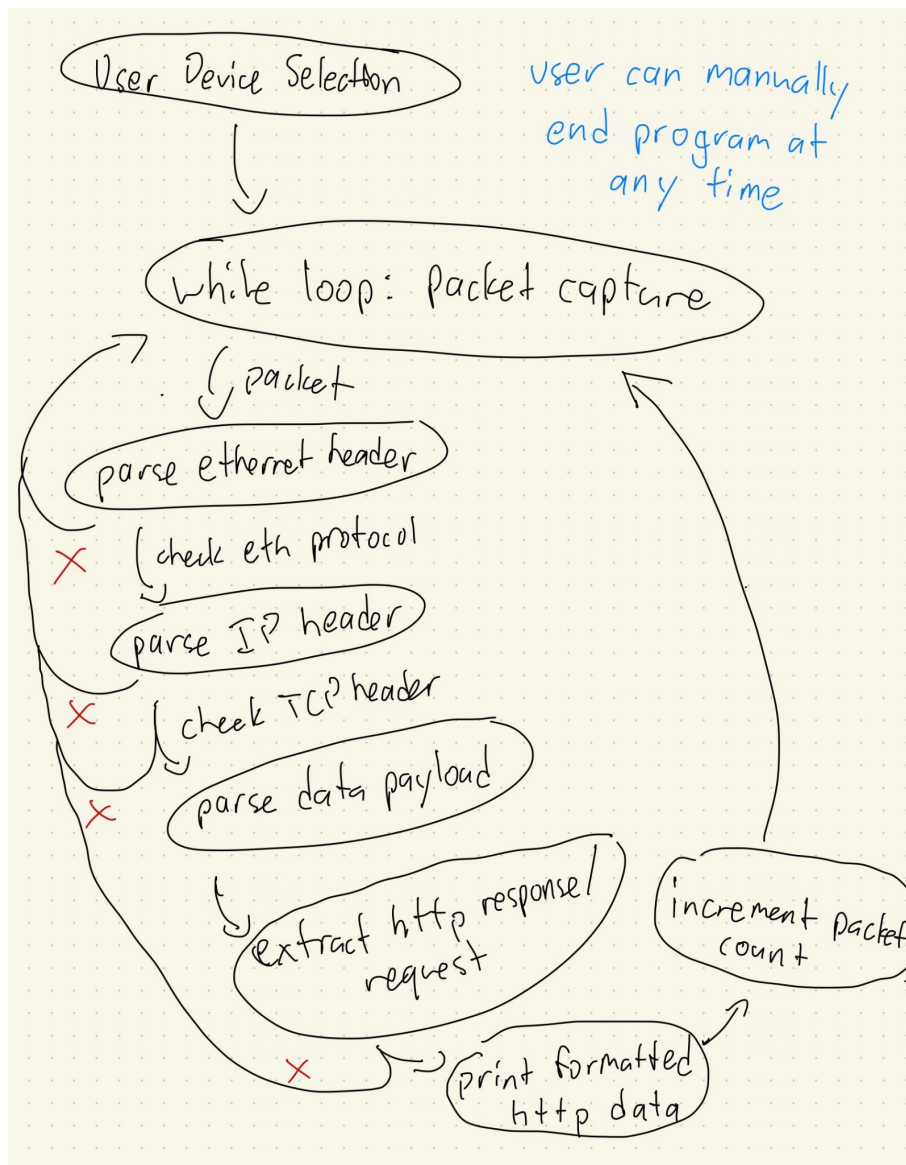 User Device Selection
user can manually
end program at
any time
while loop: packet capture
packet
parse ethernet header
check eth protocol
parse IP header
check TCP header
parse data payload
extract http response/
request
increment packet
count
print formatted
http data